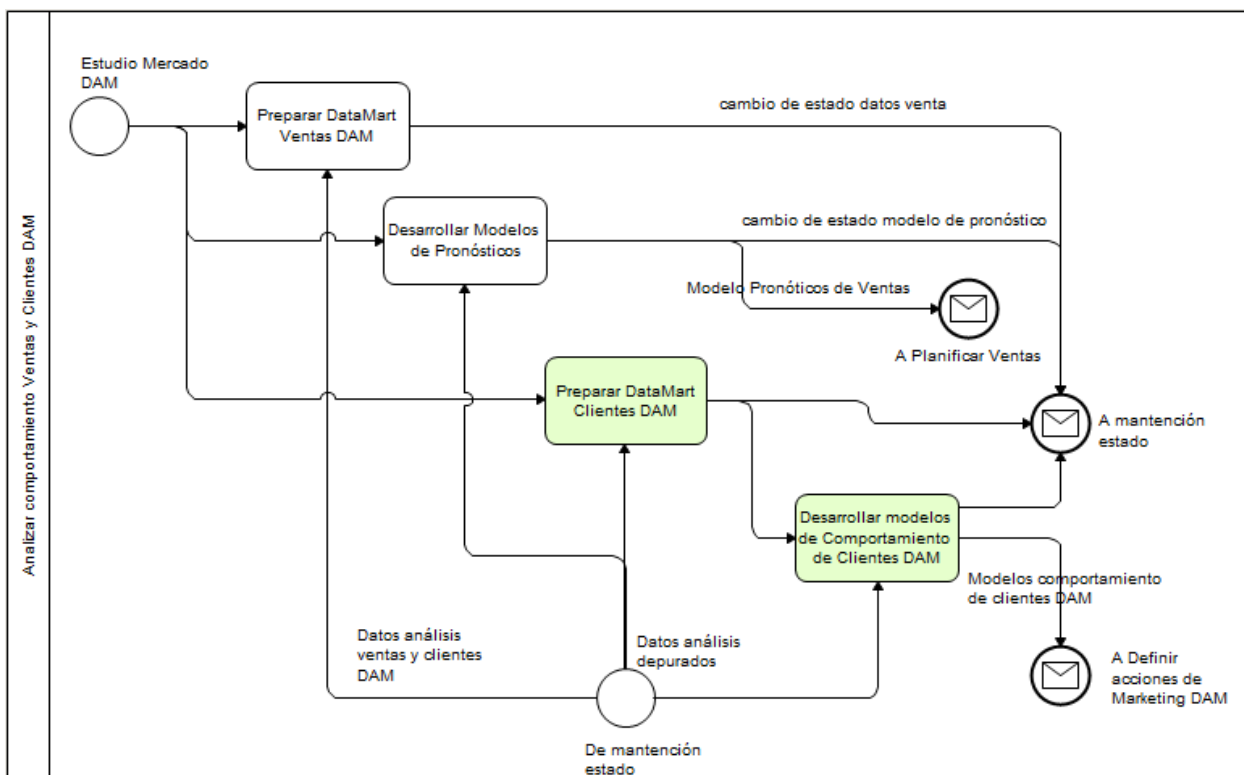 Analizar comportamiento Ventas y Clientes DAM
Estudio Mercado
DAM
Preparar DataMart
Ventas DAM
cambio de estado datos venta
Desarrollar Modelos
de Pronósticos
cambio de estado modelo de pronóstico
Modelo Pronóticos de Ventas
A Planificar Ventas
Preparar DataMart
Clientes DAM
A mantención
estado
Desarrollar modelos
de Comportamiento
de Clientes DAM
Modelos comportamiento
de clientes DAM
Datos análisis
ventas y clientes
DAM
Datos análisis
depurados
A Definir
acciones de
Marketing DAM
De mantención
estado